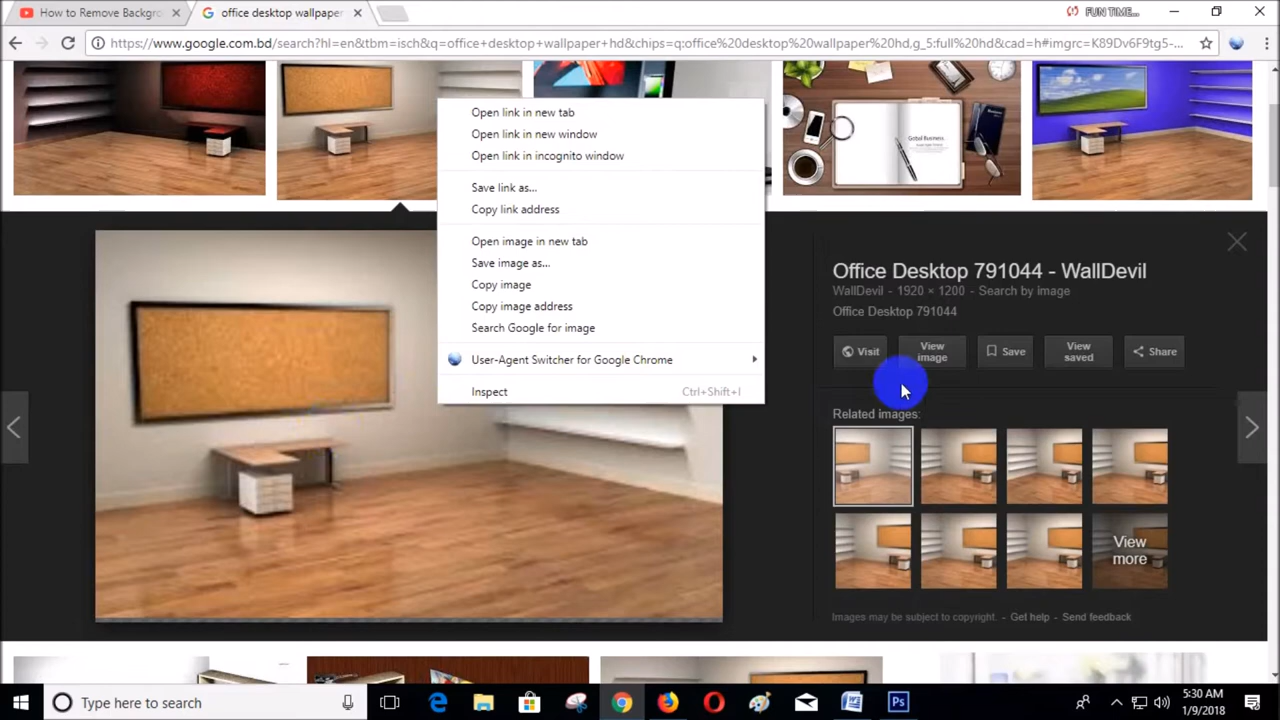 How to Remove Backgro
office desktop wallpaper
FUN TIME...
https://www.google.com.bd/search?hl=en&tbm=isch&q=office+desktop+wallpaper+hd&chips=q:office%20desktop%20wallpaper%20hd,g_5:full%20hd&cad=h#imgrc=K89Dv6F9tg5-...
Global Business
Open link in new tab
Open link in new window
Open link in incognito window
Save link as...
Copy link address
Open image in new tab
Save image as...
Copy image
Copy image address
Search Google for image
User-Agent Switcher for Google Chrome
Inspect Ctrl+Shift+I
Office Desktop 791044 - WallDevil
WallDevil - 1920 × 1200 - Search by image
Office Desktop 791044
Visit
View image
Save
View saved
Share
Related images:
View more
Images may be subject to copyright. - Get help - Send feedback
Type here to search
5:30 AM
1/9/2018